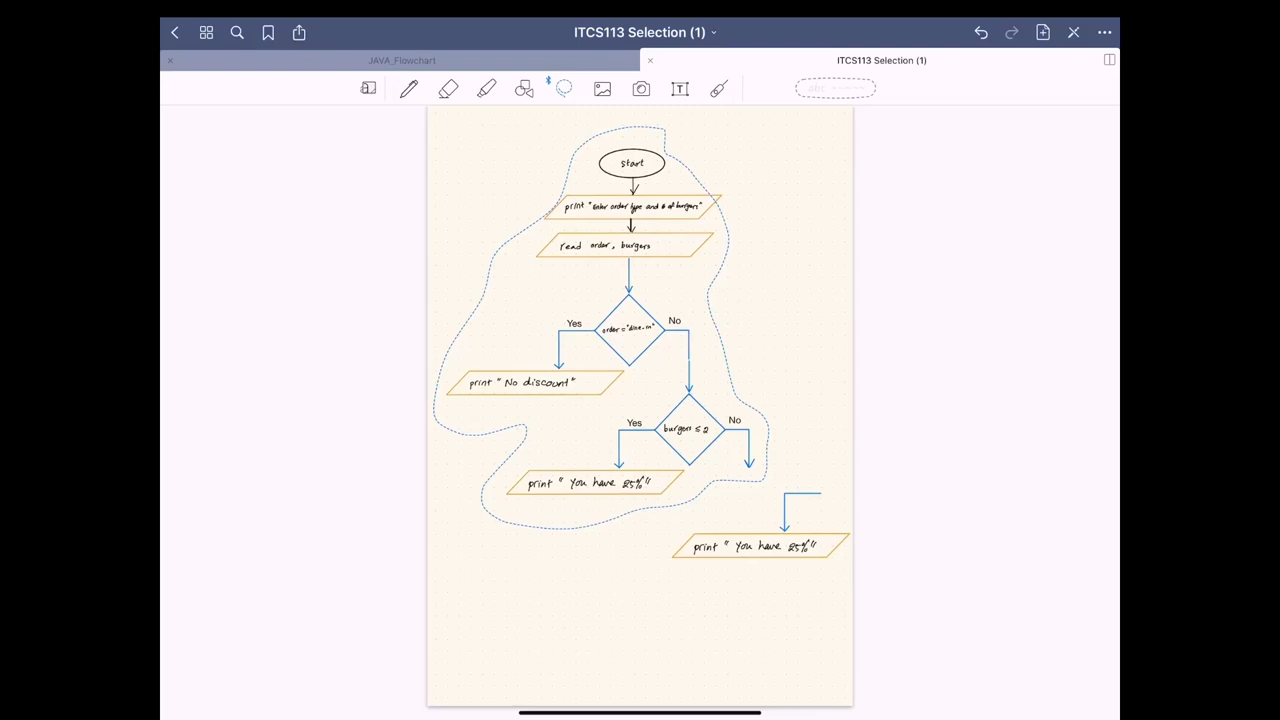 ITCS113 Selection (1)
JAVA_Flowchart
ITCS113 Selection (1)
T
abc
start
print "Enter order type and # of burgers"
read order, burgers
order = "dine-in"
Yes
No
print " No discount"
burgers ≤ 2
Yes
No
print " You have 25%"
print " You have 25%"